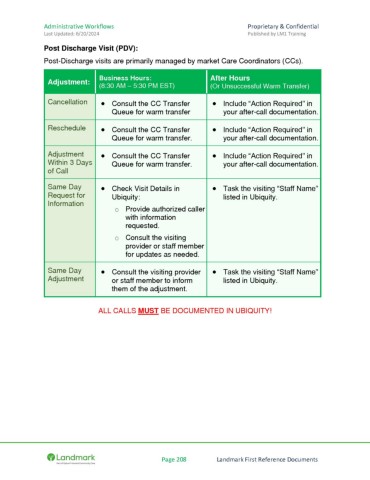 Administrative Workflows Proprietary & Confidential
Last Updated: 6/20/2024 Published by LM1 Training
Post Discharge Visit (PDV):
Post-Discharge visits are primarily managed by market Care Coordinators (CCs).
Adjustment:
Business Hours:
(8:30 AM – 5:30 PM EST)
After Hours
(Or Unsuccessful Warm Transfer)
Cancellation
• Consult the CC Transfer
Queue for warm transfer
• Include “Action Required” in
your after-call documentation.
Reschedule
• Consult the CC Transfer
Queue for warm transfer.
• Include “Action Required” in
your after-call documentation.
Adjustment
Within 3 Days
of Call
• Consult the CC Transfer
Queue for warm transfer.
• Include “Action Required” in
your after-call documentation.
Same Day
Request for
Information
• Check Visit Details in
Ubiquity:
o Provide authorized caller
with information
requested.
o Consult the visiting
provider or staff member
for updates as needed.
• Task the visiting “Staff Name”
listed in Ubiquity.
Same Day
Adjustment
• Consult the visiting provider
or staff member to inform
them of the adjustment.
• Task the visiting “Staff Name”
listed in Ubiquity.
ALL CALLS MUST BE DOCUMENTED IN UBIQUITY!
Landmark
Page 208 Landmark First Reference Documents